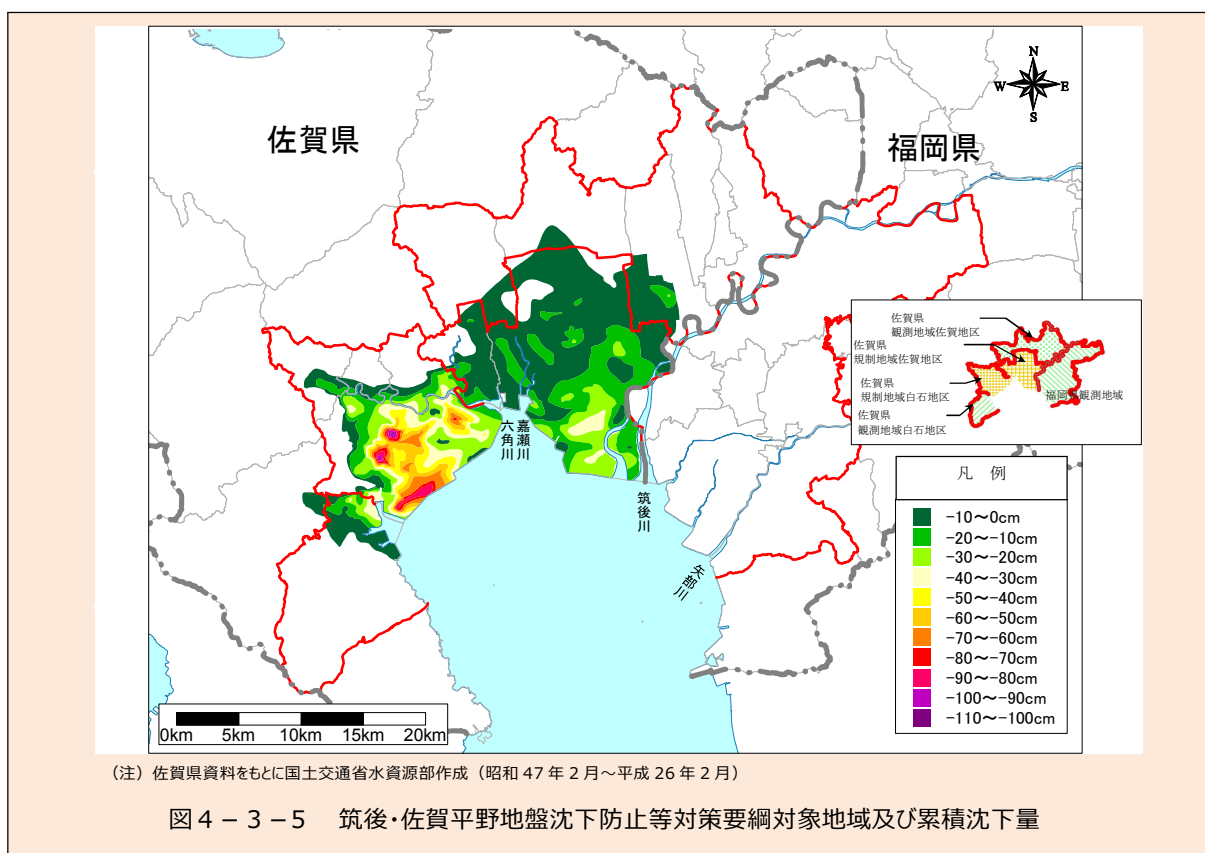 佐賀県
福岡県
N
W
E
S
佐賀県
観測地域佐賀地区
佐賀県
規制地域佐賀地区
佐賀県
規制地域白石地区
佐賀県
観測地域白石地区
福岡県観測地域
六角川
嘉瀬川
筑後川
矢部川
凡 例
-10～0cm
-20～-10cm
-30～-20cm
-40～-30cm
-50～-40cm
-60～-50cm
-70～-60cm
-80～-70cm
-90～-80cm
-100～-90cm
-110～-100cm
0km 5km 10km 15km 20km
（注）佐賀県資料をもとに国土交通省水資源部作成（昭和 47 年 2 月～平成 26 年 2 月）
図４－３－５ 筑後・佐賀平野地盤沈下防止等対策要綱対象地域及び累積沈下量